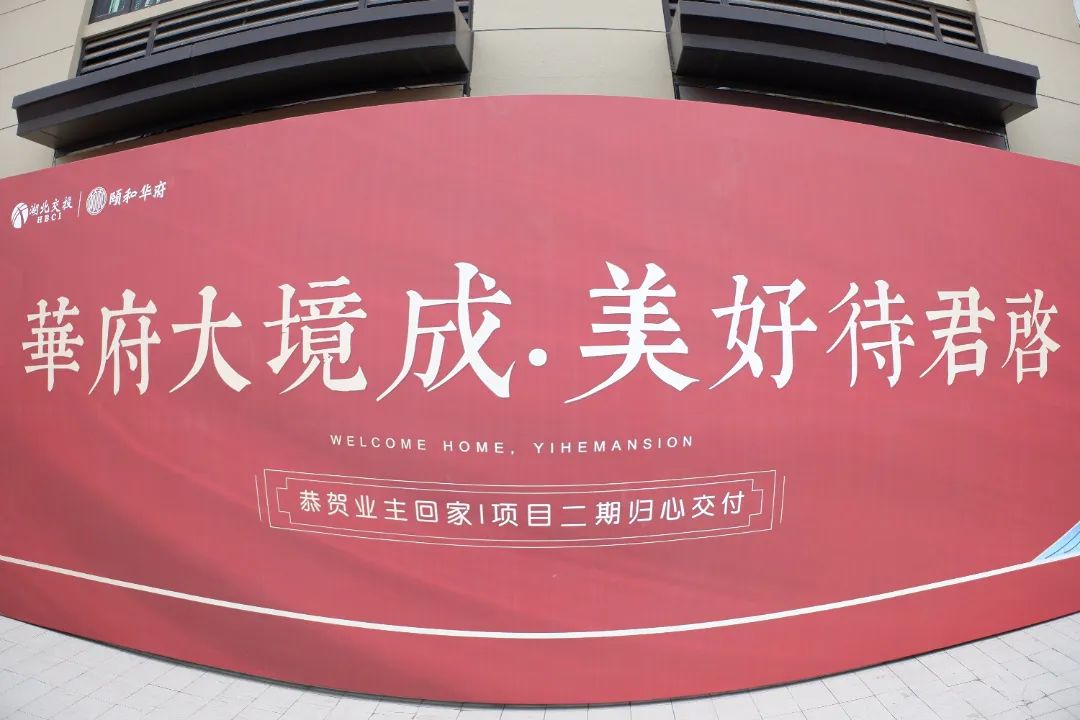 湖北交投 HBCI | 颐和华府
華府大境成·美好待君啓
WELCOME HOME, YIHEMANSION
恭贺业主回家|项目二期归心交付